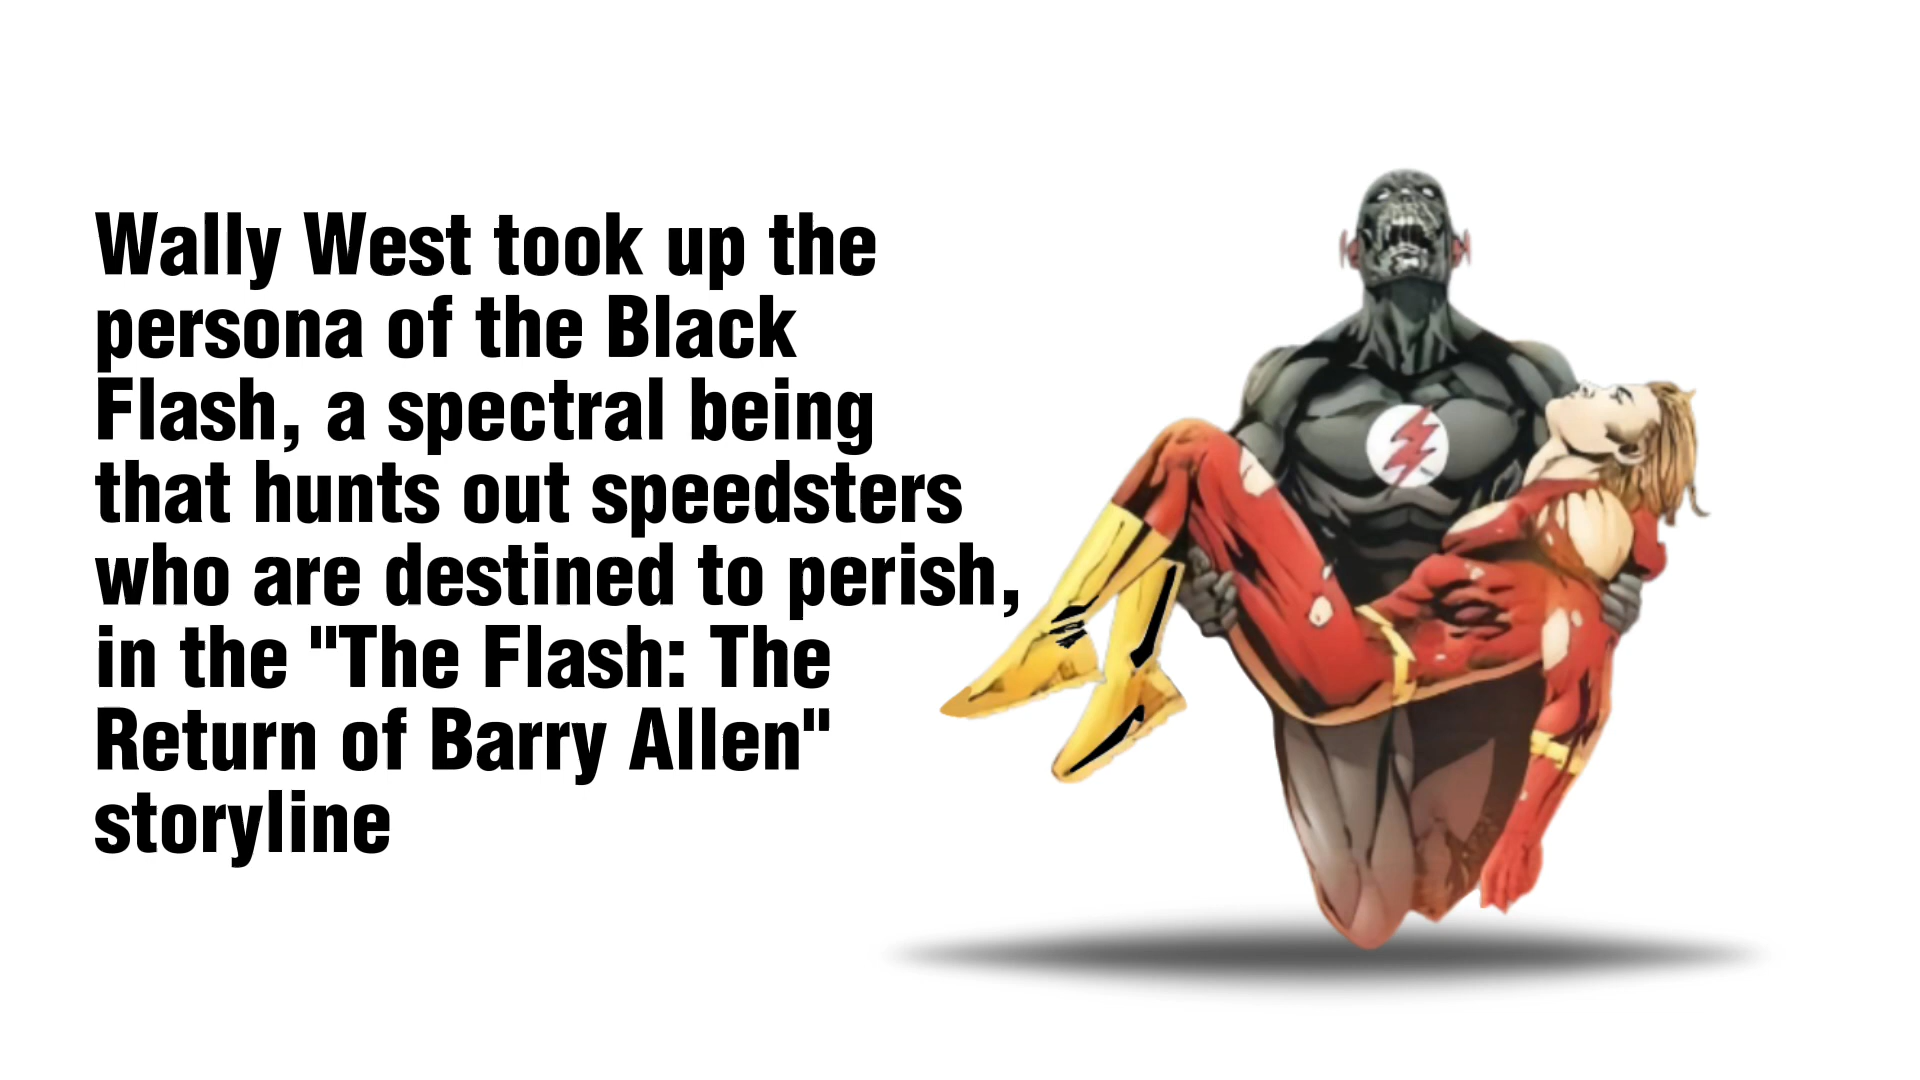 Wally West took up the
persona of the Black
Flash, a spectral being
that hunts out speedsters
who are destined to perish,
in the "The Flash: The
Return of Barry Allen"
storyline